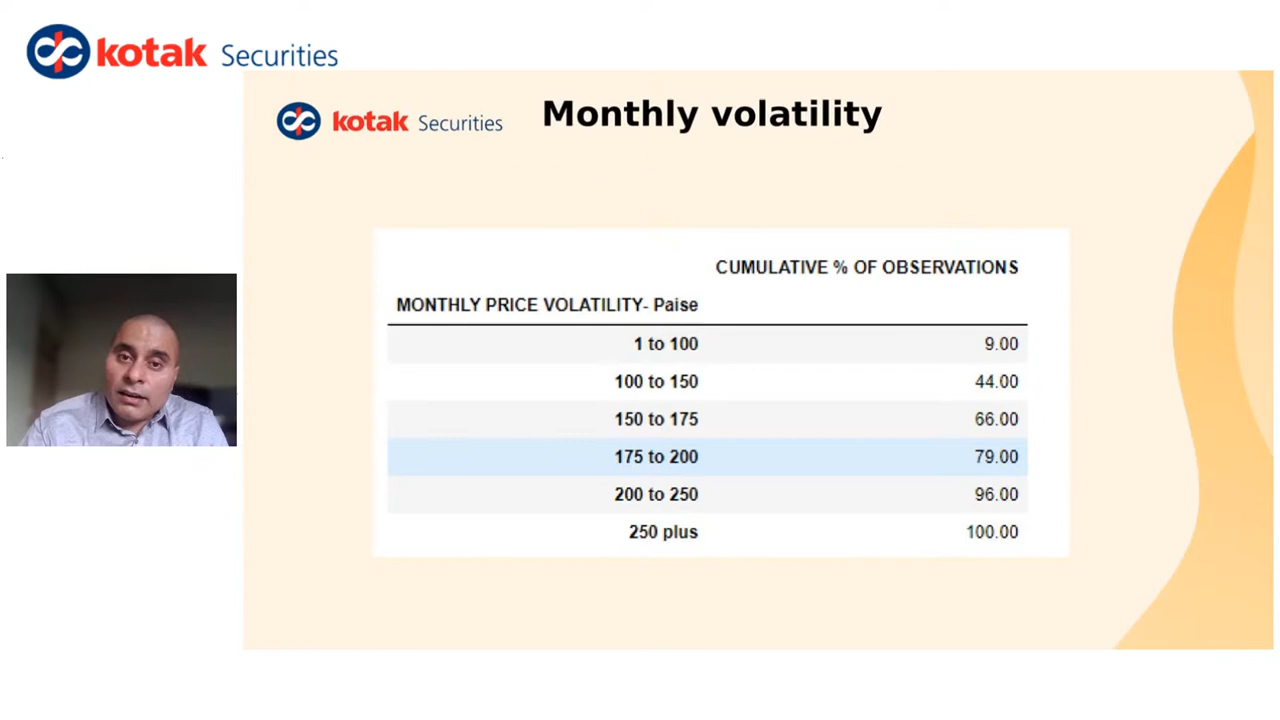 kotak Securities
kotak Securities
Monthly volatility
CUMULATIVE % OF OBSERVATIONS
MONTHLY PRICE VOLATILITY- Paise
1 to 100 9.00
100 to 150 44.00
150 to 175 66.00
175 to 200 79.00
200 to 250 96.00
250 plus 100.00